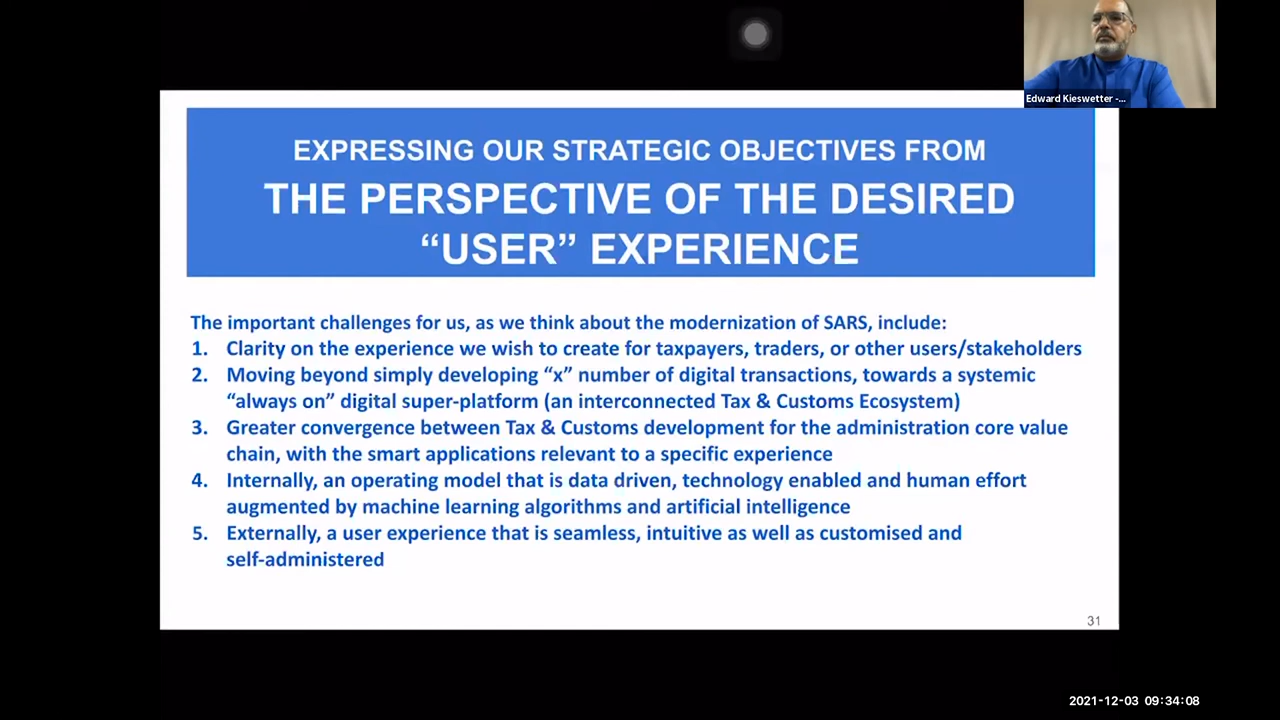 Edward Kieswetter -...
EXPRESSING OUR STRATEGIC OBJECTIVES FROM
THE PERSPECTIVE OF THE DESIRED
“USER” EXPERIENCE
The important challenges for us, as we think about the modernization of SARS, include:
1. Clarity on the experience we wish to create for taxpayers, traders, or other users/stakeholders
2. Moving beyond simply developing “x” number of digital transactions, towards a systemic
“always on” digital super-platform (an interconnected Tax & Customs Ecosystem)
3. Greater convergence between Tax & Customs development for the administration core value
chain, with the smart applications relevant to a specific experience
4. Internally, an operating model that is data driven, technology enabled and human effort
augmented by machine learning algorithms and artificial intelligence
5. Externally, a user experience that is seamless, intuitive as well as customised and
self-administered
31
2021-12-03 09:34:08